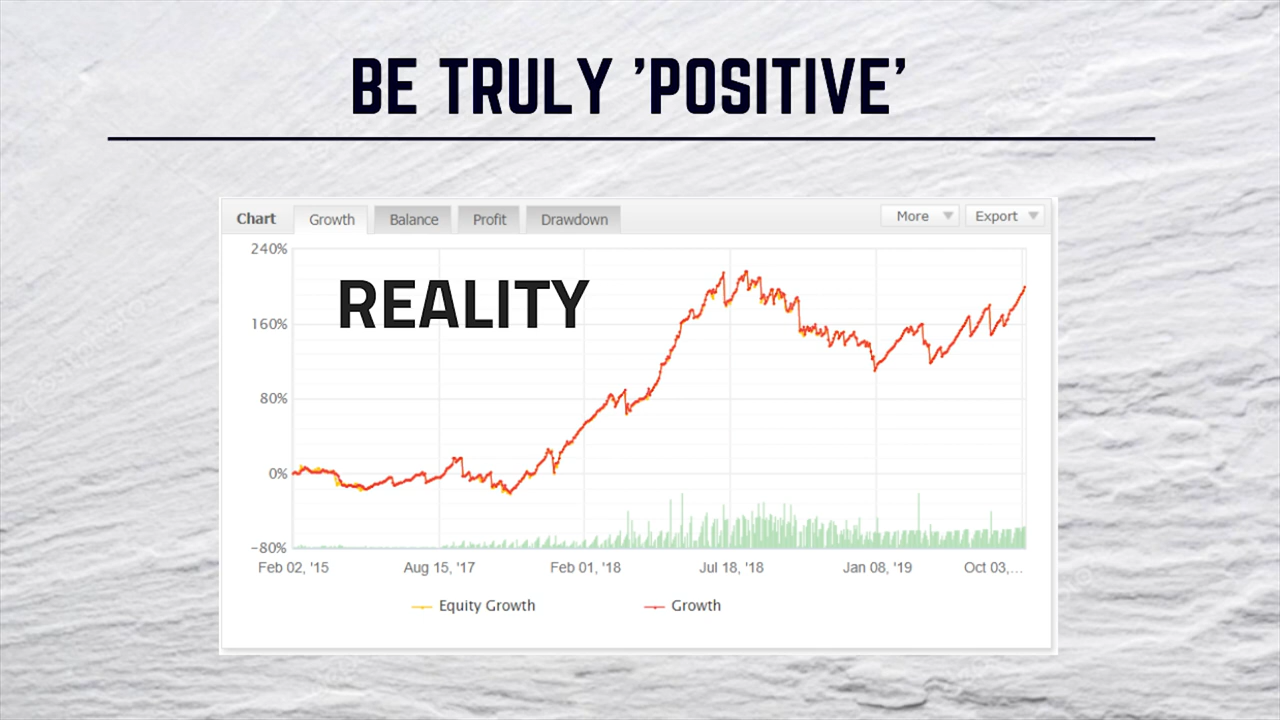 BE TRULY 'POSITIVE'
Chart Growth Balance Profit Drawdown More Export
240%
REALITY
160%
80%
0%
-80%
Feb 02, '15 Aug 15, '17 Feb 01, '18 Jul 18, '18 Jan 08, '19 Oct 03,...
Equity Growth Growth